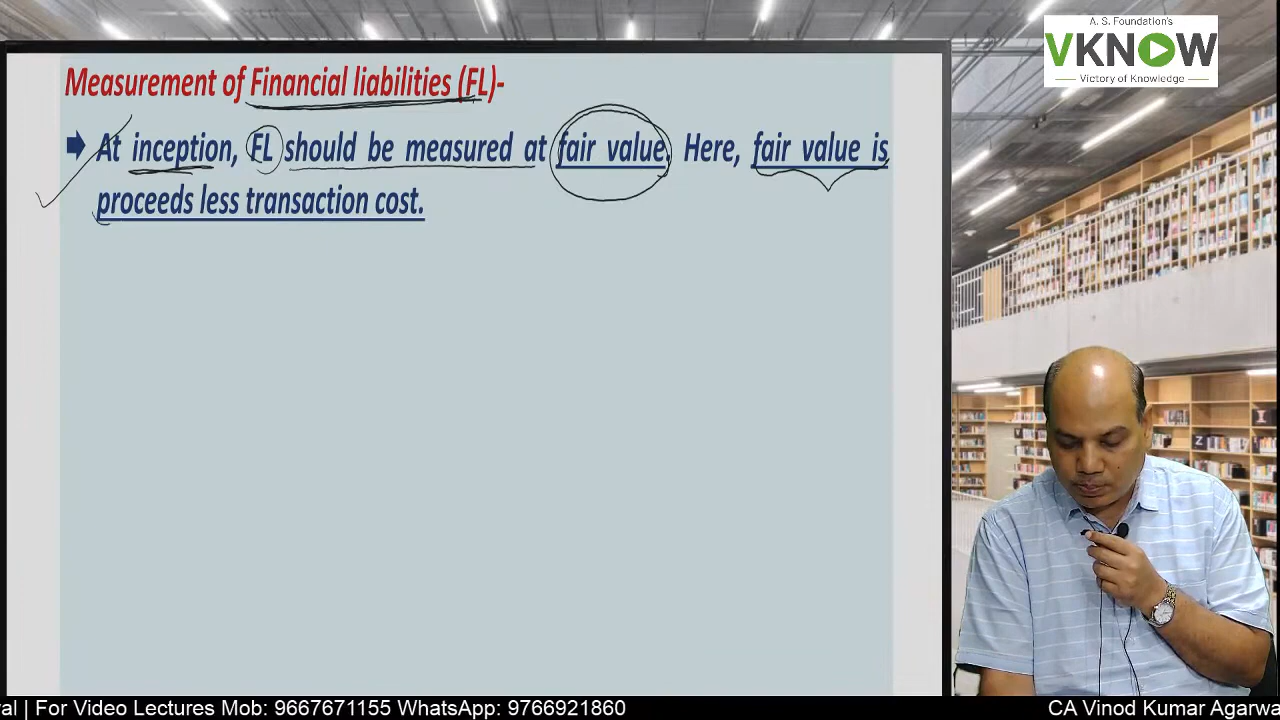 A. S. Foundation's
VKNOW
Victory of Knowledge
Measurement of Financial liabilities (FL)-
At inception, FL should be measured at fair value. Here, fair value is
proceeds less transaction cost.
Z
val | For Video Lectures Mob: 9667671155 WhatsApp: 9766921860
CA Vinod Kumar Agarwa